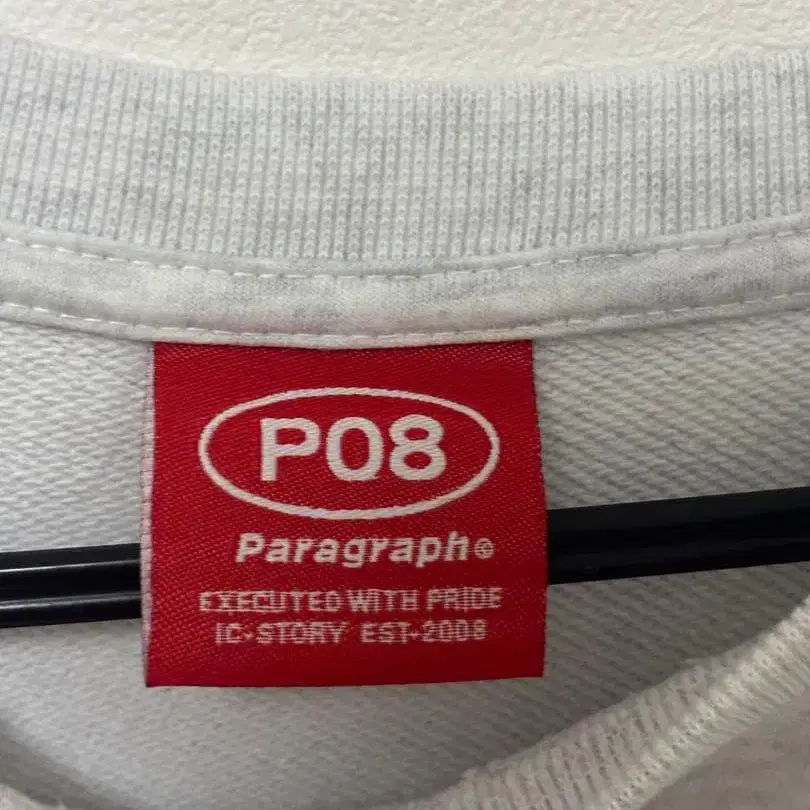 P08
Paragraph®
EXECUTED WITH PRIDE
IC-STORY EST-2008